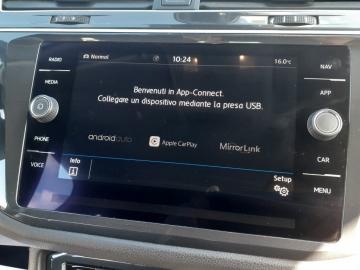 RADIO
Normal
10:24
16.0°C
NAV
MEDIA
APP
Benvenuti in App-Connect.
Collegare un dispositivo mediante la presa USB.
PHONE
androidauto
Apple CarPlay
MirrorLink
CAR
VOICE
Info
Setup
MENU